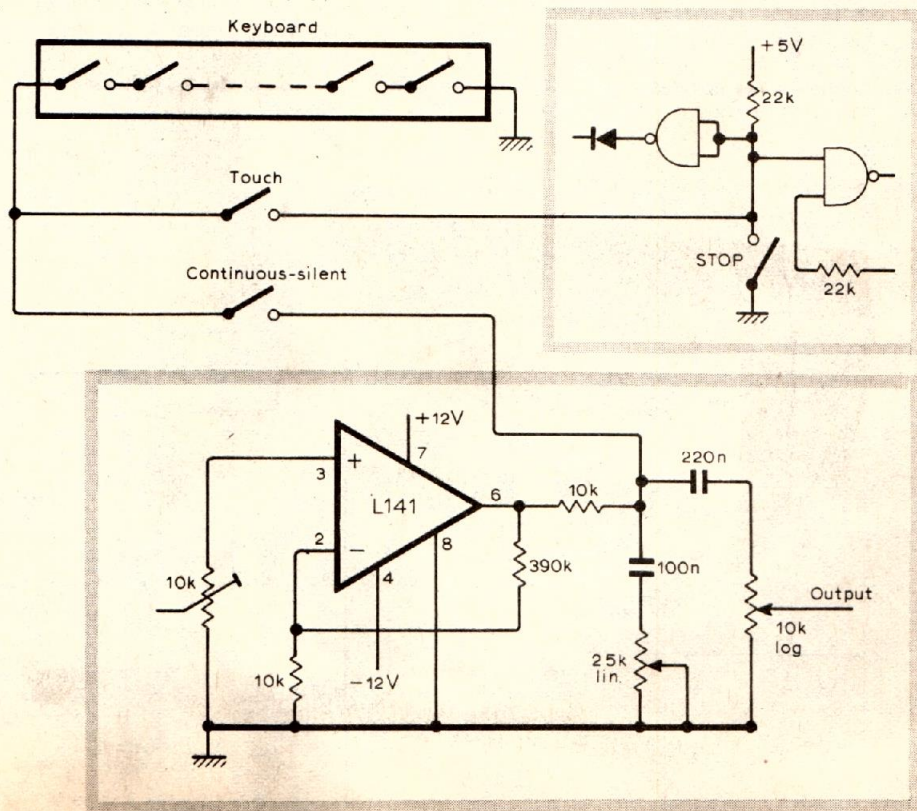 Keyboard
+5V
22k
Touch
STOP
22k
Continuous-silent
+12V
7
3
+
L141
6
10k
220n
2
−
8
4
390k
100n
10k
Output
10k
log
25k
lin.
10k
−12V